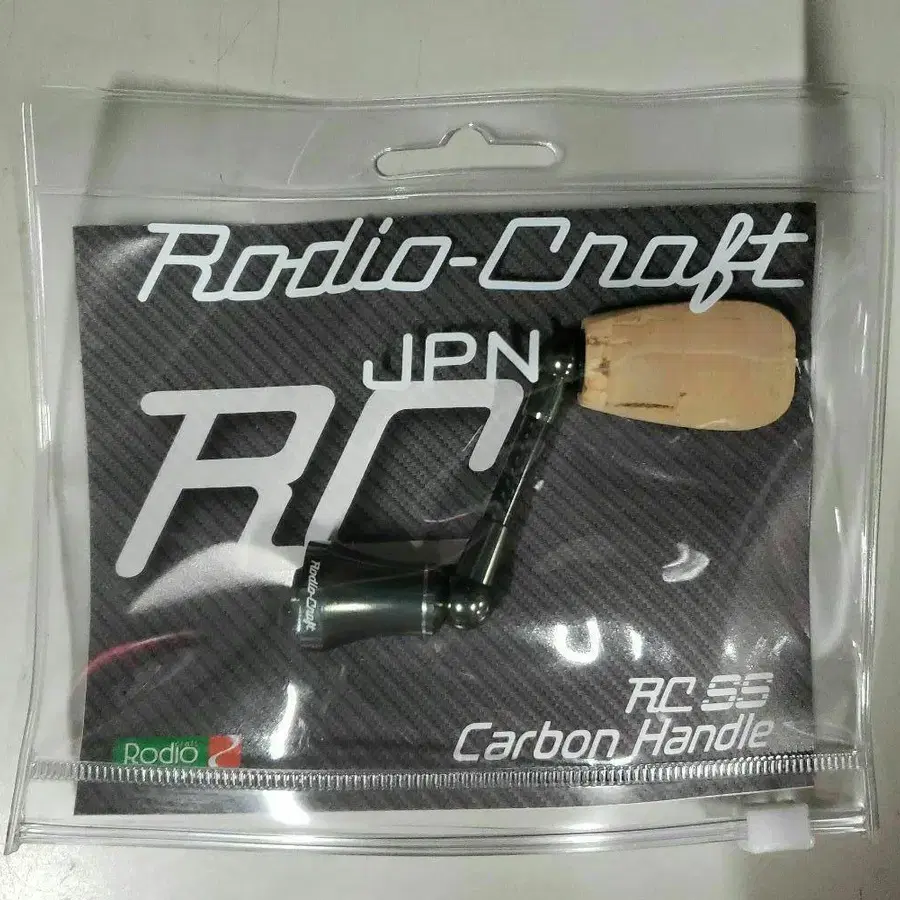 Rodio-Craft
JPN
RC
Rodio-Craft
RC SS
Carbon Handle
Rodio